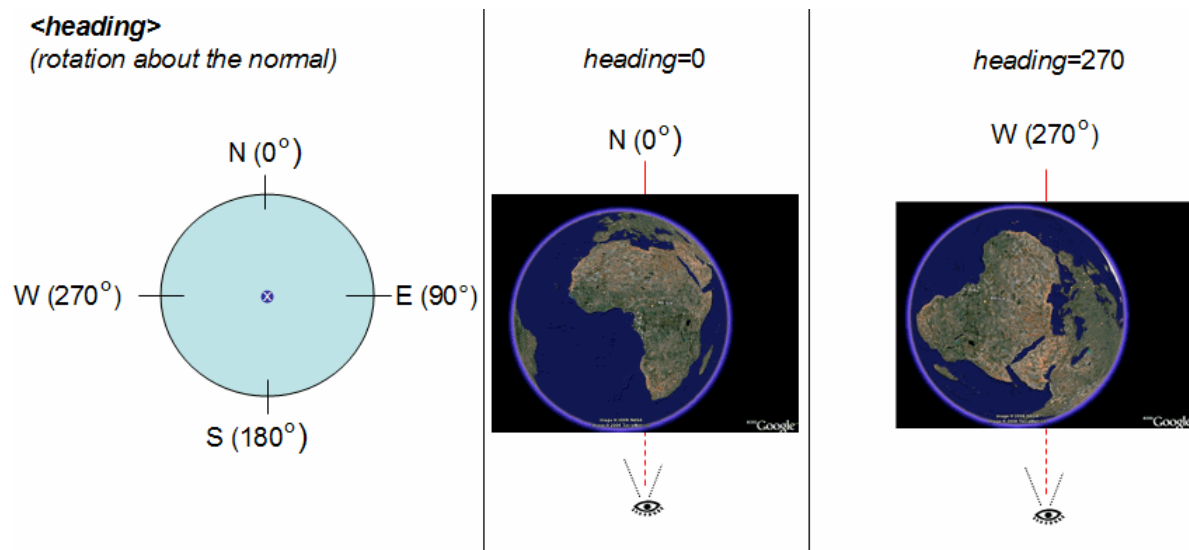 <heading>
(rotation about the normal)
N (0°)
W (270°)
E (90°)
S (180°)
heading=0
N (0°)
Google
heading=270
W (270°)
Google